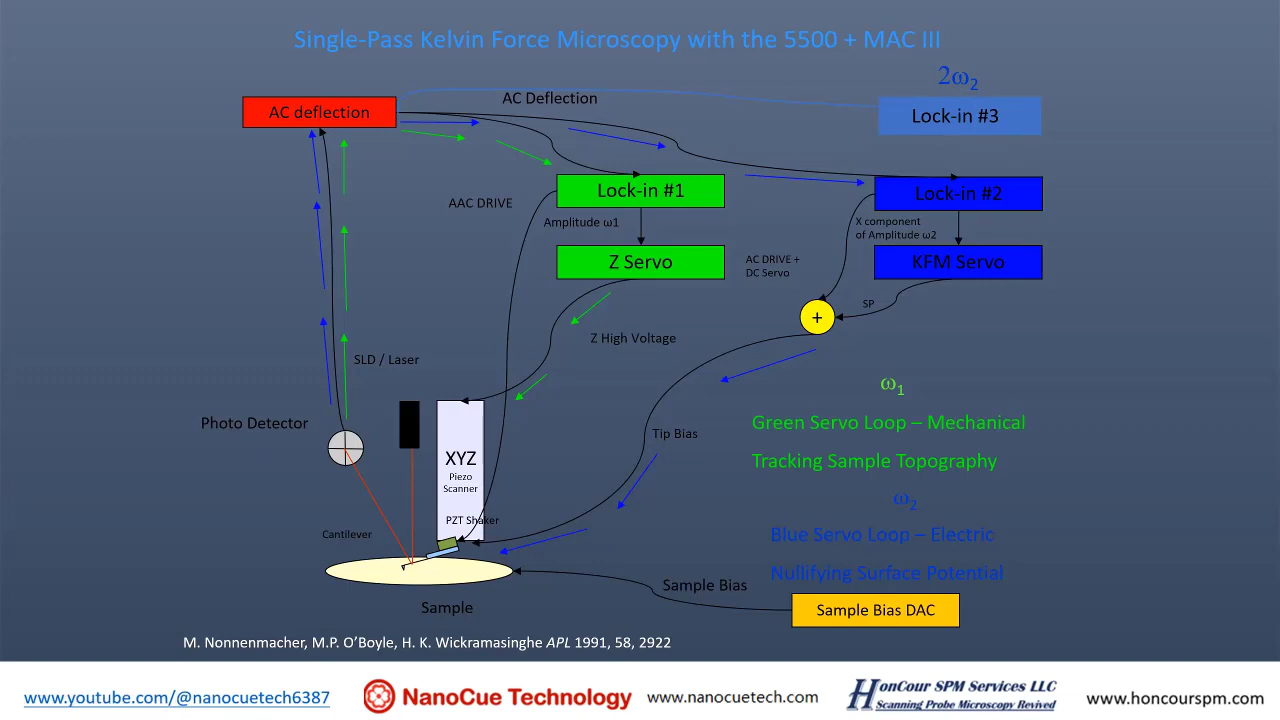 Single-Pass Kelvin Force Microscopy with the 5500 + MAC III
2ω2
AC deflection
AC Deflection
Lock-in #3
Lock-in #1
Lock-in #2
AAC DRIVE
Amplitude ω1
X component
of Amplitude ω2
Z Servo
AC DRIVE +
DC Servo
KFM Servo
SP
+
Z High Voltage
SLD / Laser
ω1
Photo Detector
Green Servo Loop – Mechanical
Tip Bias
XYZ
Piezo
Scanner
Tracking Sample Topography
ω2
PZT Shaker
Cantilever
Blue Servo Loop – Electric
Nullifying Surface Potential
Sample Bias
Sample
Sample Bias DAC
M. Nonnenmacher, M.P. O’Boyle, H. K. Wickramasinghe APL 1991, 58, 2922
www.youtube.com/@nanocuetech6387
NanoCue Technology
www.nanocuetech.com
HonCour SPM Services LLC
Scanning Probe Microscopy Revived
www.honcourspm.com